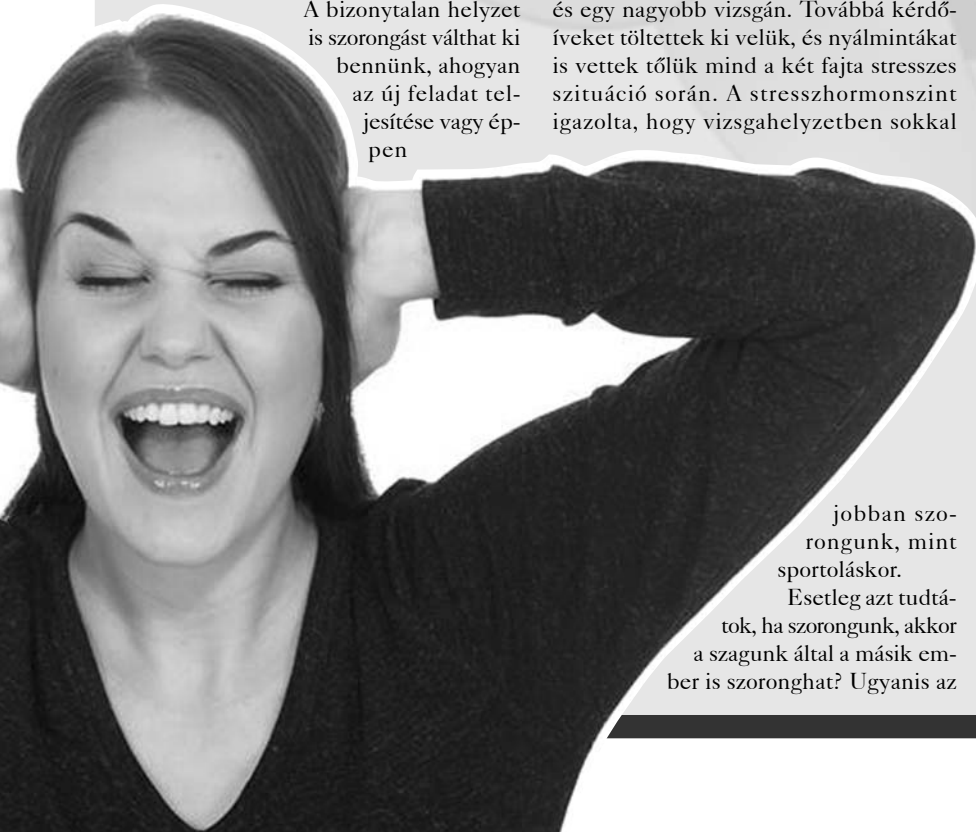 A bizonytalan helyzet
is szorongást válthat ki
bennünk, ahogyan
az új feladat tel-
jesítése vagy ép-
pen
és egy nagyobb vizsgán. Továbbá kérdő-
íveket töltettek ki velük, és nyálmintákat
is vettek tőlük mind a két fajta stresszes
szituáció során. A stresszhormonszint
igazolta, hogy vizsgahelyzetben sokkal
jobban szo-
rongunk, mint
sportoláskor.
Esetleg azt tudtá-
tok, ha szorongunk, akkor
a szagunk által a másik em-
ber is szoronghat? Ugyanis az